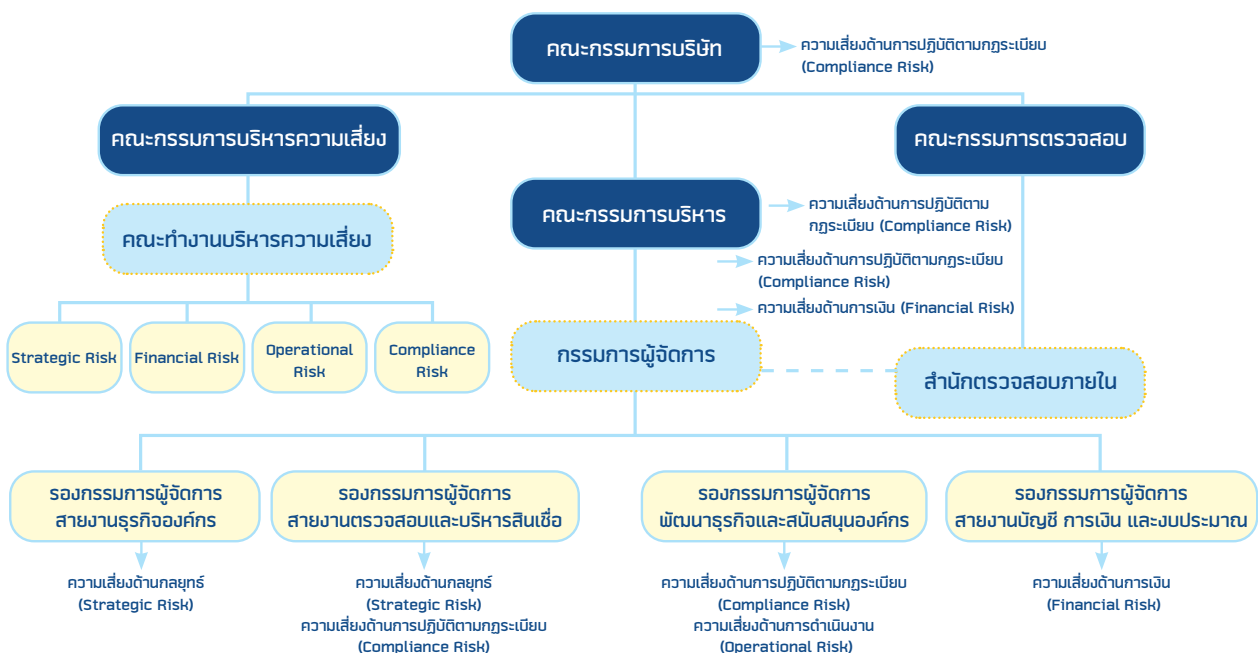 คณะกรรมการบริษัท
ความเสี่ยงด้านการปฏิบัติตามกฎระเบียบ
(Compliance Risk)
คณะกรรมการบริหารความเสี่ยง
คณะกรรมการตรวจสอบ
คณะกรรมการบริหาร
ความเสี่ยงด้านการปฏิบัติตาม
กฎระเบียบ (Compliance Risk)
คณะทำงานบริหารความเสี่ยง
ความเสี่ยงด้านการปฏิบัติตามกฎระเบียบ
(Compliance Risk)
ความเสี่ยงด้านการเงิน (Financial Risk)
Strategic Risk
Financial Risk
Operational
Risk
Compliance
Risk
กรรมการผู้จัดการ
สำนักตรวจสอบภายใน
รองกรรมการผู้จัดการ
สายงานธุรกิจองค์กร
รองกรรมการผู้จัดการ
สายงานตรวจสอบและบริหารสินเชื่อ
รองกรรมการผู้จัดการ
พัฒนาธุรกิจและสนับสนุนองค์กร
รองกรรมการผู้จัดการ
สายงานบัญชี การเงิน และงบประมาณ
ความเสี่ยงด้านกลยุทธ์
(Strategic Risk)
ความเสี่ยงด้านกลยุทธ์
(Strategic Risk)
ความเสี่ยงด้านการปฏิบัติตามกฎระเบียบ
(Compliance Risk)
ความเสี่ยงด้านการปฏิบัติตามกฎระเบียบ
(Compliance Risk)
ความเสี่ยงด้านการดำเนินงาน
(Operational Risk)
ความเสี่ยงด้านการเงิน
(Financial Risk)